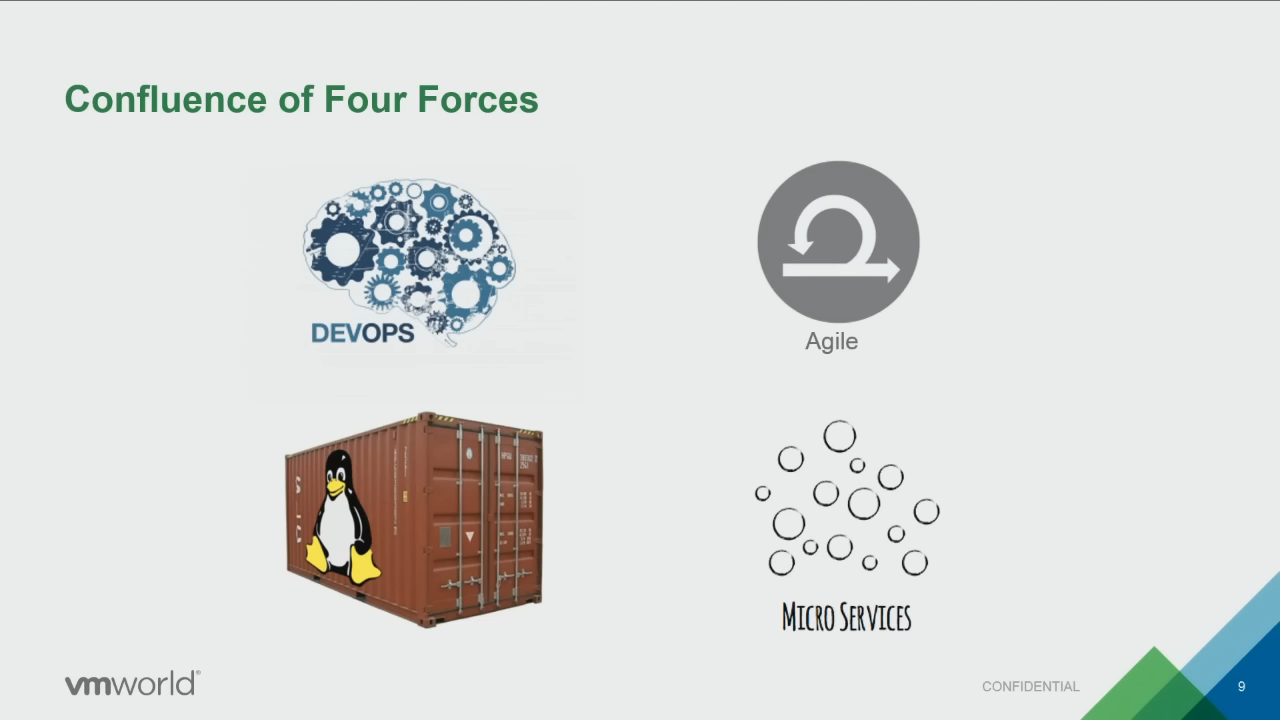 Confluence of Four Forces
DEVOPS
Agile
MICRO SERVICES
vmworld®
CONFIDENTIAL
9